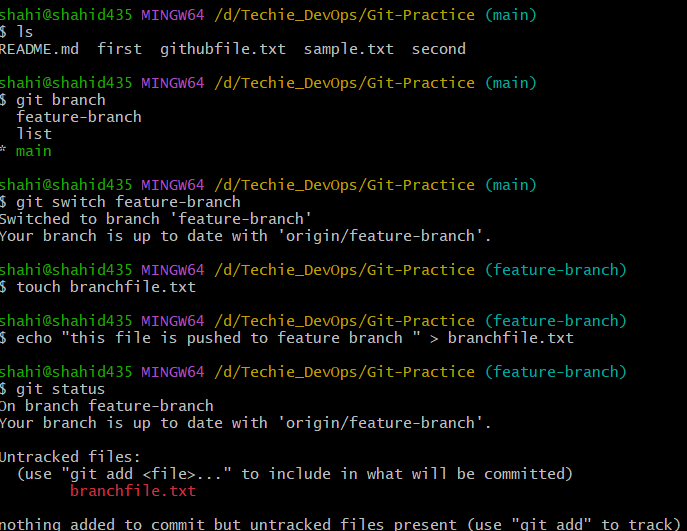 shahi@shahid435 MINGW64 /d/Techie_DevOps/Git-Practice (main)
$ ls
README.md  first  githubfile.txt  sample.txt  second
shahi@shahid435 MINGW64 /d/Techie_DevOps/Git-Practice (main)
$ git branch
  feature-branch
  list
* main
shahi@shahid435 MINGW64 /d/Techie_DevOps/Git-Practice (main)
$ git switch feature-branch
Switched to branch 'feature-branch'
Your branch is up to date with 'origin/feature-branch'.
shahi@shahid435 MINGW64 /d/Techie_DevOps/Git-Practice (feature-branch)
$ touch branchfile.txt
shahi@shahid435 MINGW64 /d/Techie_DevOps/Git-Practice (feature-branch)
$ echo "this file is pushed to feature branch " > branchfile.txt
shahi@shahid435 MINGW64 /d/Techie_DevOps/Git-Practice (feature-branch)
$ git status
On branch feature-branch
Your branch is up to date with 'origin/feature-branch'.
Untracked files:
  (use "git add <file>..." to include in what will be committed)
        branchfile.txt
nothing added to commit but untracked files present (use "git add" to track)